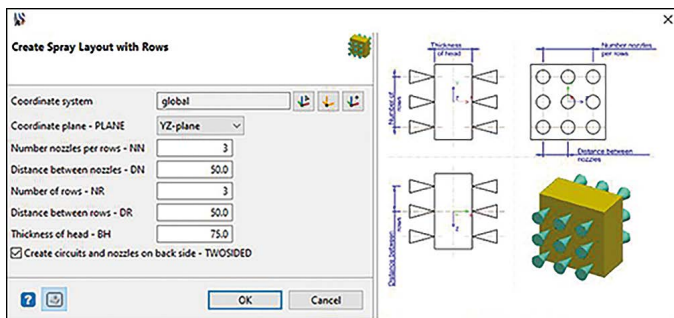 Create Spray Layout with Rows
Coordinate system global
Coordinate plane - PLANE YZ-plane
Number nozzles per rows - NN 3
Distance between nozzles - DN 50.0
Number of rows - NR 3
Distance between rows - DR 50.0
Thickness of head - BH 75.0
Create circuits and nozzles on back side - TWOSIDED
OK
Cancel
Thickness
of head
Number nozzles
per rows
Number of
rows
Distance between
nozzles
Distance between
rows